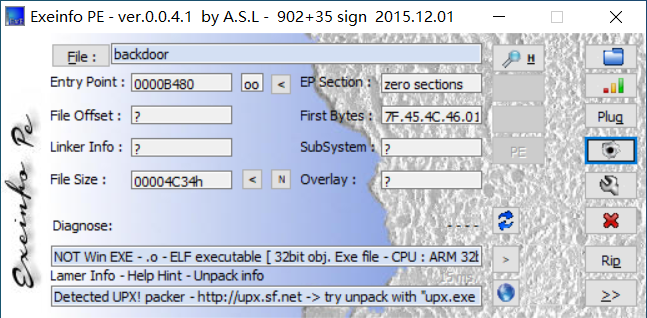 Exeinfo PE - ver.0.0.4.1 by A.S.L - 902+35 sign 2015.12.01
File : backdoor H
Entry Point : 0000B480 oo < EP Section : zero sections
File Offset : ? First Bytes : 7F.45.4C.46.01 Plug
Linker Info : ? SubSystem : ? PE
File Size : 00004C34h < N Overlay : ?
Diagnose: - - - -
NOT Win EXE - .o - ELF executable [ 32bit obj. Exe file - CPU : ARM 32b > Rip
Lamer Info - Help Hint - Unpack info
Detected UPX! packer - http://upx.sf.net -> try unpack with "upx.exe >>
Exeinfo Pe